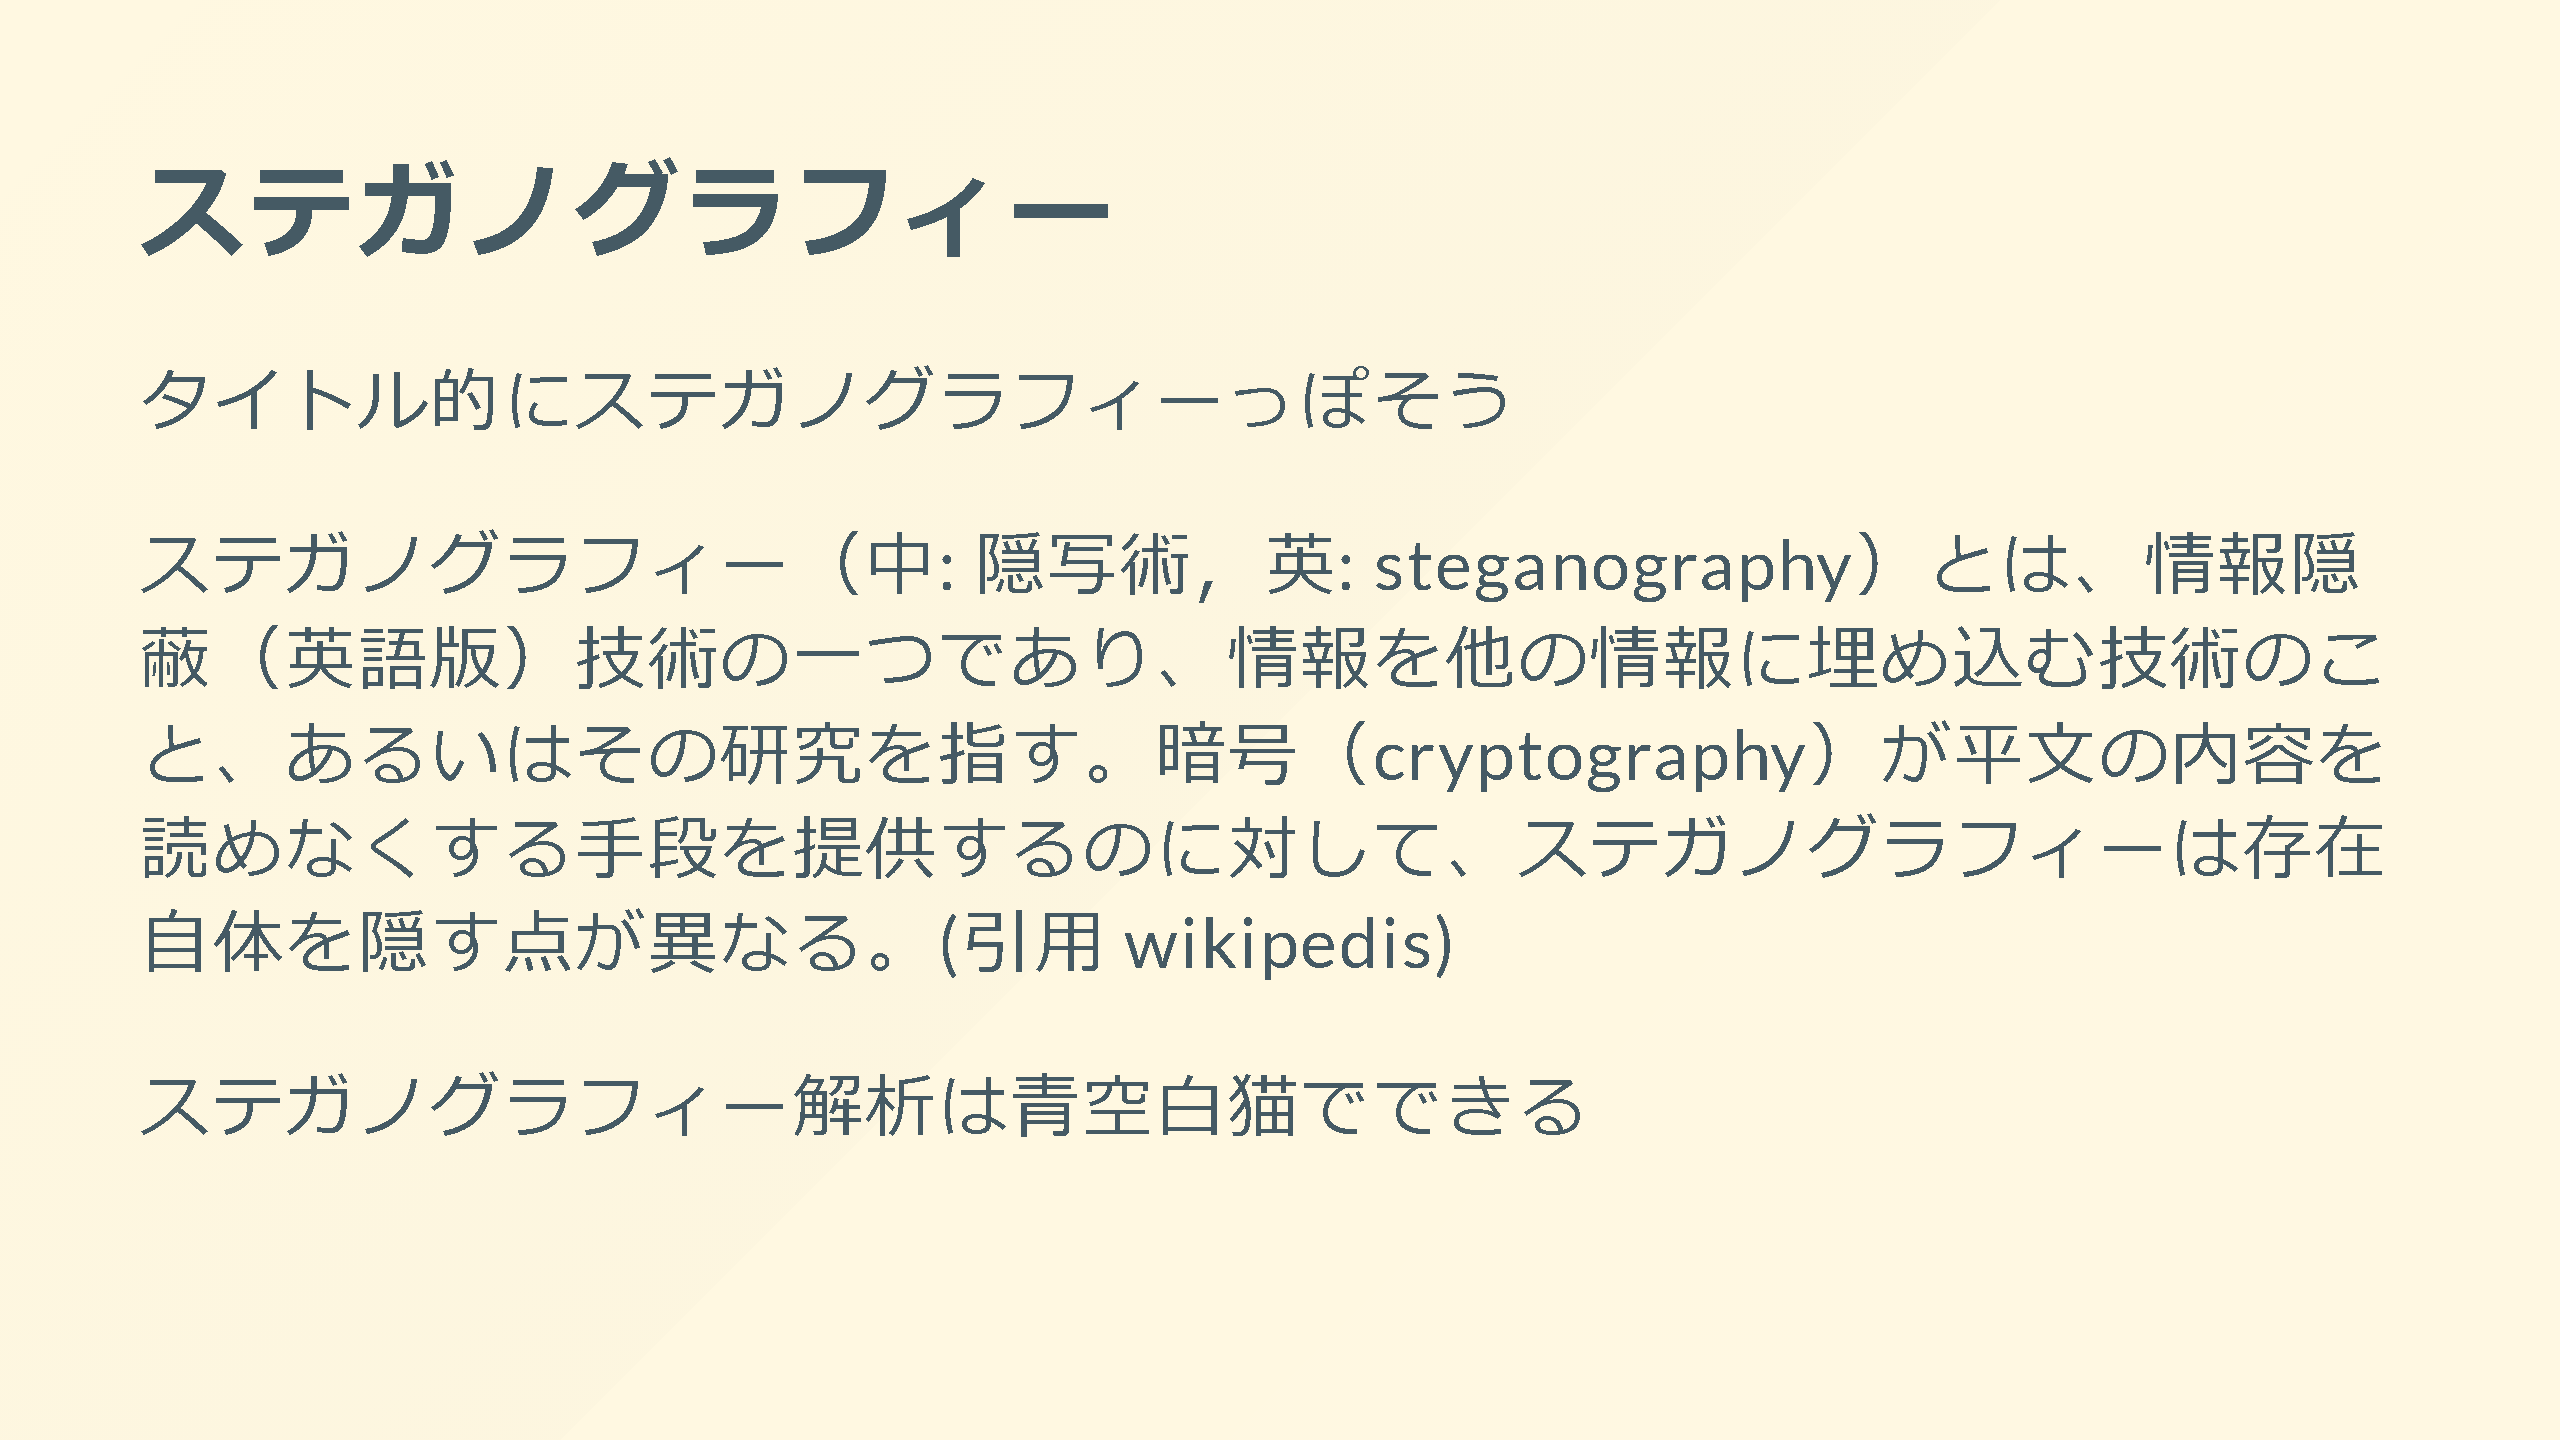 ステガノグラフィー
タイトル的にステガノグラフィーっぽそう
ステガノグラフィー（中: 隠写術，英: steganography）とは、情報隠
蔽（英語版）技術の一つであり、情報を他の情報に埋め込む技術のこ
と、あるいはその研究を指す。暗号（cryptography）が平文の内容を
読めなくする手段を提供するのに対して、ステガノグラフィーは存在
自体を隠す点が異なる。(引用 wikipedis)
ステガノグラフィー解析は青空白猫でできる